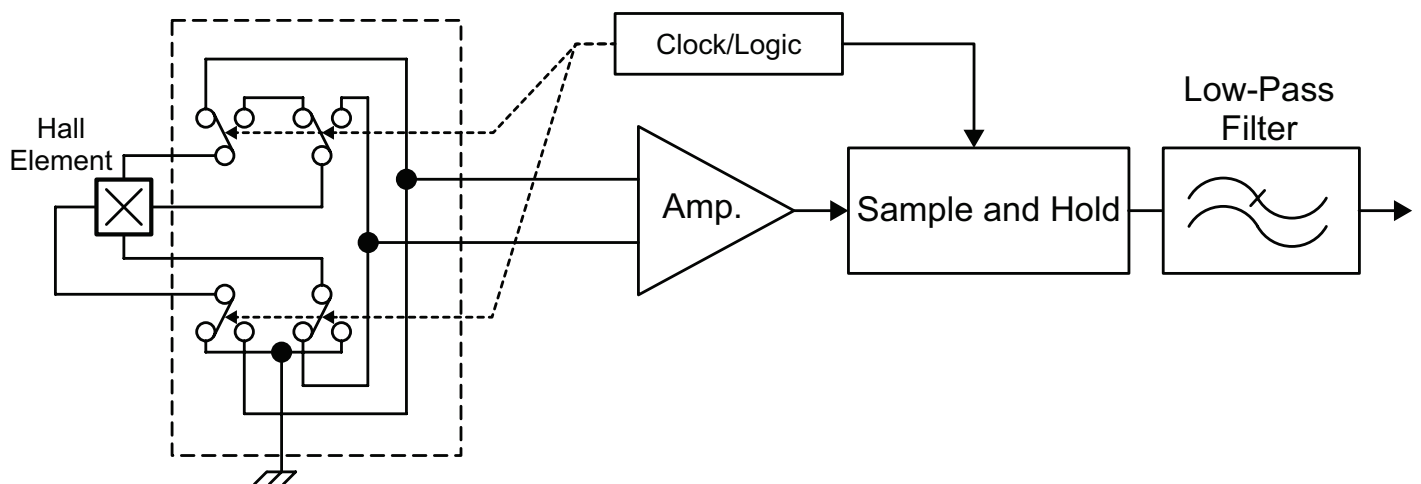 Clock/Logic
Low-Pass
Filter
Hall
Element
Amp.
Sample and Hold